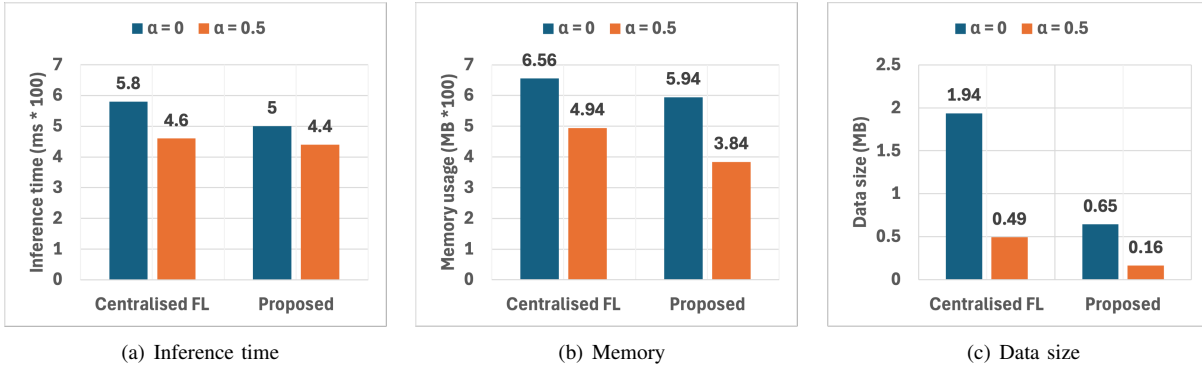 α = 0 α = 0.5
Inference time (ms * 100)
7
6
5
4
3
2
1
0
5.8
4.6
5
4.4
Centralised FL Proposed
(a) Inference time
α = 0 α = 0.5
Memory usage (MB *100)
7
6
5
4
3
2
1
0
6.56
4.94
5.94
3.84
Centralised FL Proposed
(b) Memory
α = 0 α = 0.5
Data size (MB)
2.5
2
1.5
1
0.5
0
1.94
0.49
0.65
0.16
Centralised FL Proposed
(c) Data size